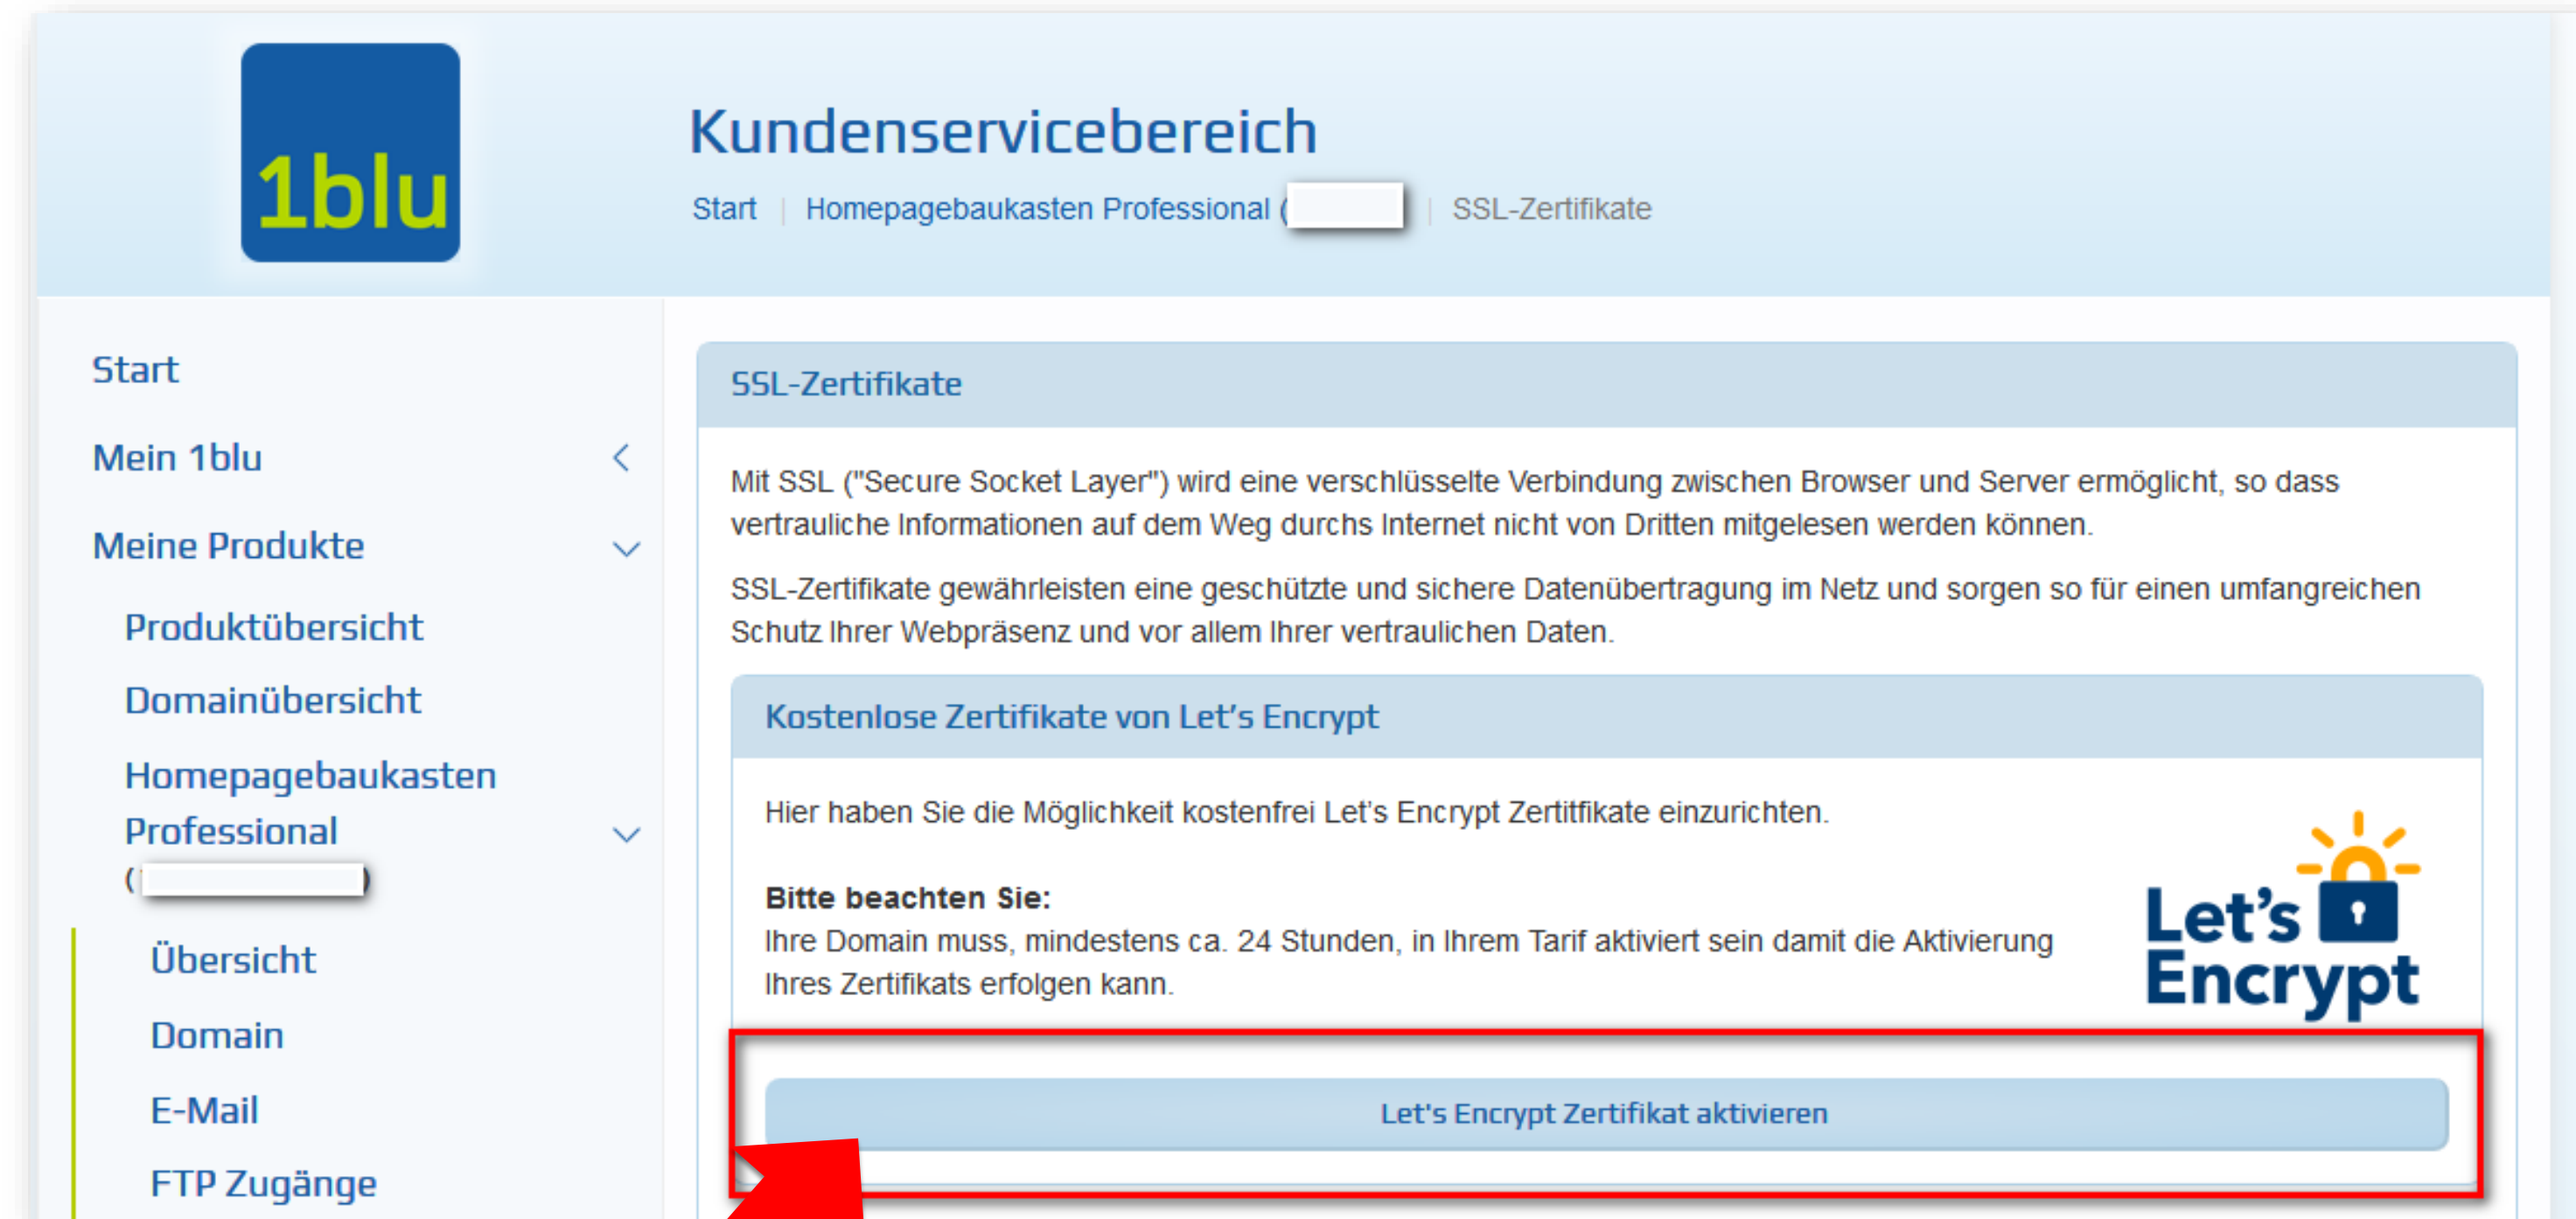 1blu
Kundenservicebereich
Start | Homepagebaukasten Professional ( | SSL-Zertifikate
Start
Mein 1blu
Meine Produkte
Produktübersicht
Domainübersicht
Homepagebaukasten
Professional
( )
Übersicht
Domain
E-Mail
FTP Zugänge
SSL-Zertifikate
Mit SSL ("Secure Socket Layer") wird eine verschlüsselte Verbindung zwischen Browser und Server ermöglicht, so dass
vertrauliche Informationen auf dem Weg durchs Internet nicht von Dritten mitgelesen werden können.
SSL-Zertifikate gewährleisten eine geschützte und sichere Datenübertragung im Netz und sorgen so für einen umfangreichen
Schutz Ihrer Webpräsenz und vor allem Ihrer vertraulichen Daten.
Kostenlose Zertifikate von Let’s Encrypt
Hier haben Sie die Möglichkeit kostenfrei Let’s Encrypt Zertitfikate einzurichten.
Bitte beachten Sie:
Ihre Domain muss, mindestens ca. 24 Stunden, in Ihrem Tarif aktiviert sein damit die Aktivierung
Ihres Zertifikats erfolgen kann.
Let’s
Encrypt
Let's Encrypt Zertifikat aktivieren